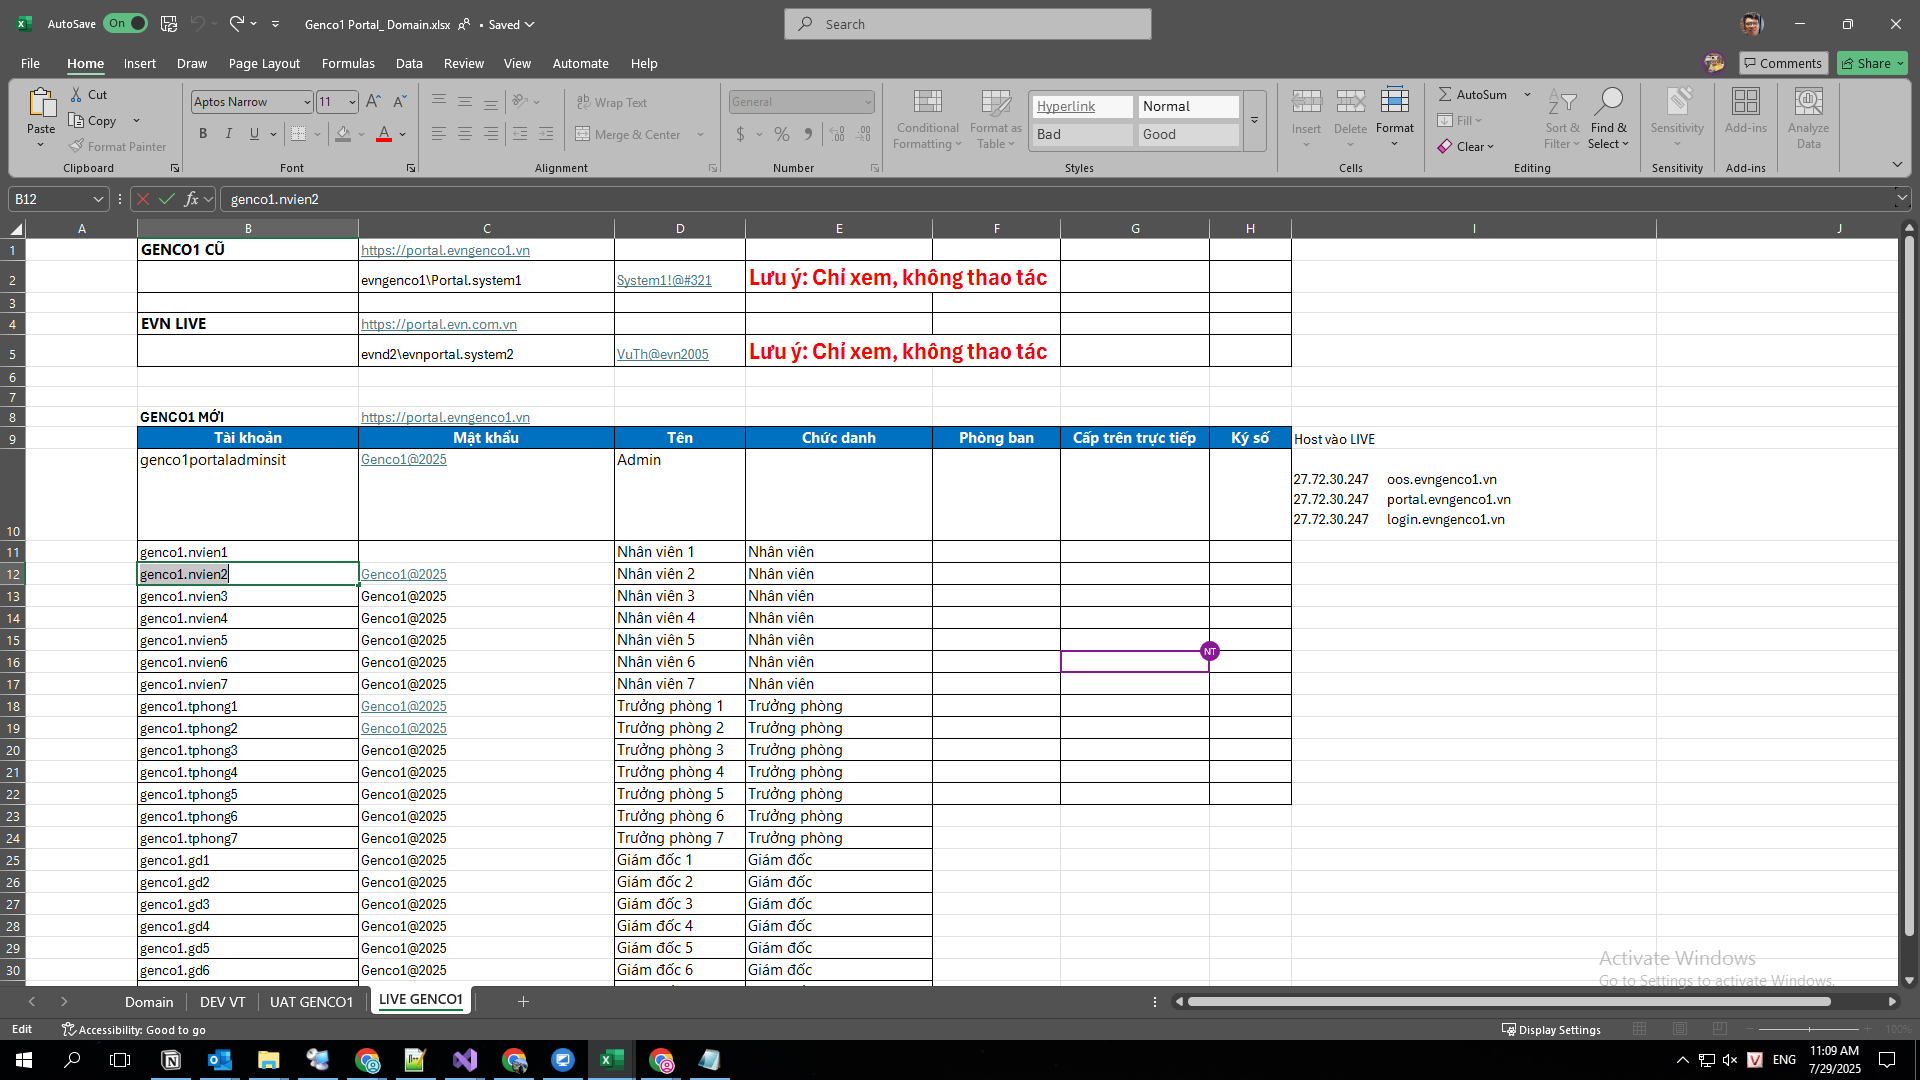 AutoSave On Genco1 Portal_ Domain.xlsx • Saved Search
File Home Insert Draw Page Layout Formulas Data Review View Automate Help Comments Share
Paste Cut Copy Format Painter Clipboard
Aptos Narrow 11 B I U A Font
Wrap Text Merge & Center Alignment
General $ % Number
Conditional Formatting Format as Table Hyperlink Normal Bad Good Styles
Insert Delete Format Cells
AutoSum Fill Clear Sort & Filter Find & Select Editing
Sensitivity Sensitivity
Add-ins Add-ins
Analyze Data
B12 fx genco1.nvien2
A B C D E F G H I J
1 GENCO1 CŨ https://portal.evngenco1.vn
2 evngenco1\Portal.system1 System1!@#321 Lưu ý: Chỉ xem, không thao tác
3
4 EVN LIVE https://portal.evn.com.vn
5 evnd2\evnportal.system2 VuTh@evn2005 Lưu ý: Chỉ xem, không thao tác
6
7
8 GENCO1 MỚI https://portal.evngenco1.vn
9 Tài khoản Mật khẩu Tên Chức danh Phòng ban Cấp trên trực tiếp Ký số Host vào LIVE
10 genco1portaladminsit Genco1@2025 Admin
27.72.30.247 oos.evngenco1.vn
27.72.30.247 portal.evngenco1.vn
27.72.30.247 login.evngenco1.vn
11 genco1.nvien1 Nhân viên 1 Nhân viên
12 genco1.nvien2 Genco1@2025 Nhân viên 2 Nhân viên
13 genco1.nvien3 Genco1@2025 Nhân viên 3 Nhân viên
14 genco1.nvien4 Genco1@2025 Nhân viên 4 Nhân viên
15 genco1.nvien5 Genco1@2025 Nhân viên 5 Nhân viên
NT
16 genco1.nvien6 Genco1@2025 Nhân viên 6 Nhân viên
17 genco1.nvien7 Genco1@2025 Nhân viên 7 Nhân viên
18 genco1.tphong1 Genco1@2025 Trưởng phòng 1 Trưởng phòng
19 genco1.tphong2 Genco1@2025 Trưởng phòng 2 Trưởng phòng
20 genco1.tphong3 Genco1@2025 Trưởng phòng 3 Trưởng phòng
21 genco1.tphong4 Genco1@2025 Trưởng phòng 4 Trưởng phòng
22 genco1.tphong5 Genco1@2025 Trưởng phòng 5 Trưởng phòng
23 genco1.tphong6 Genco1@2025 Trưởng phòng 6 Trưởng phòng
24 genco1.tphong7 Genco1@2025 Trưởng phòng 7 Trưởng phòng
25 genco1.gd1 Genco1@2025 Giám đốc 1 Giám đốc
26 genco1.gd2 Genco1@2025 Giám đốc 2 Giám đốc
27 genco1.gd3 Genco1@2025 Giám đốc 3 Giám đốc
28 genco1.gd4 Genco1@2025 Giám đốc 4 Giám đốc
29 genco1.gd5 Genco1@2025 Giám đốc 5 Giám đốc
30 genco1.gd6 Genco1@2025 Giám đốc 6 Giám đốc
Activate Windows
Go to Settings to activate Windows.
Domain DEV VT UAT GENCO1 LIVE GENCO1
Edit Accessibility: Good to go Display Settings 100%
ENG 11:09 AM
7/29/2025